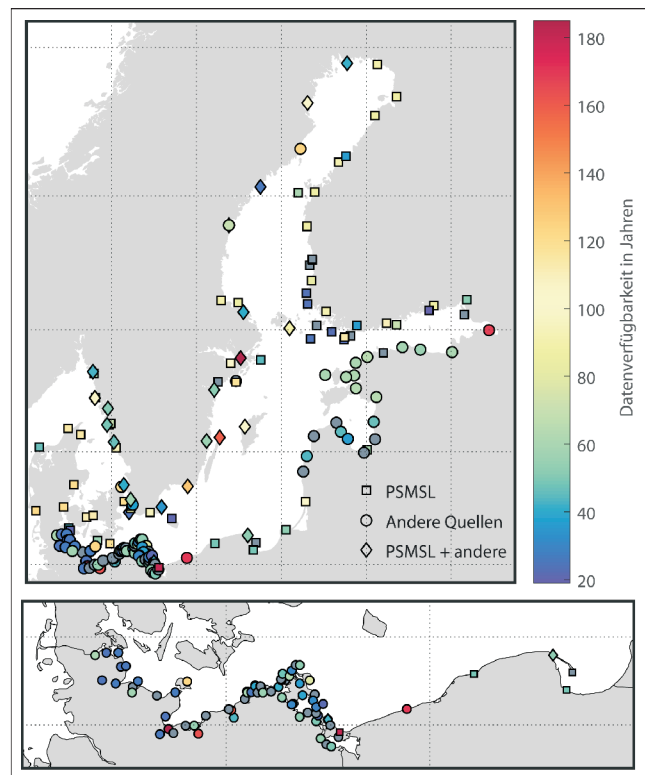 180
160
140
120
100
80
60
40
20
Datenverfügbarkeit in Jahren
PSMSL
Andere Quellen
PSMSL + andere